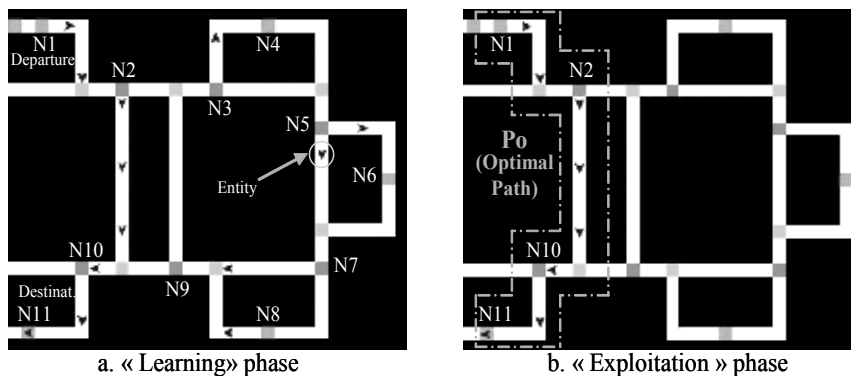 N1
Departure
N2
N3
N4
N5
Entity
N6
N7
N10
N9
Destinat.
N11
N8
a. « Learning» phase
N1
N2
Po
(Optimal
Path)
N10
N11
b. « Exploitation » phase